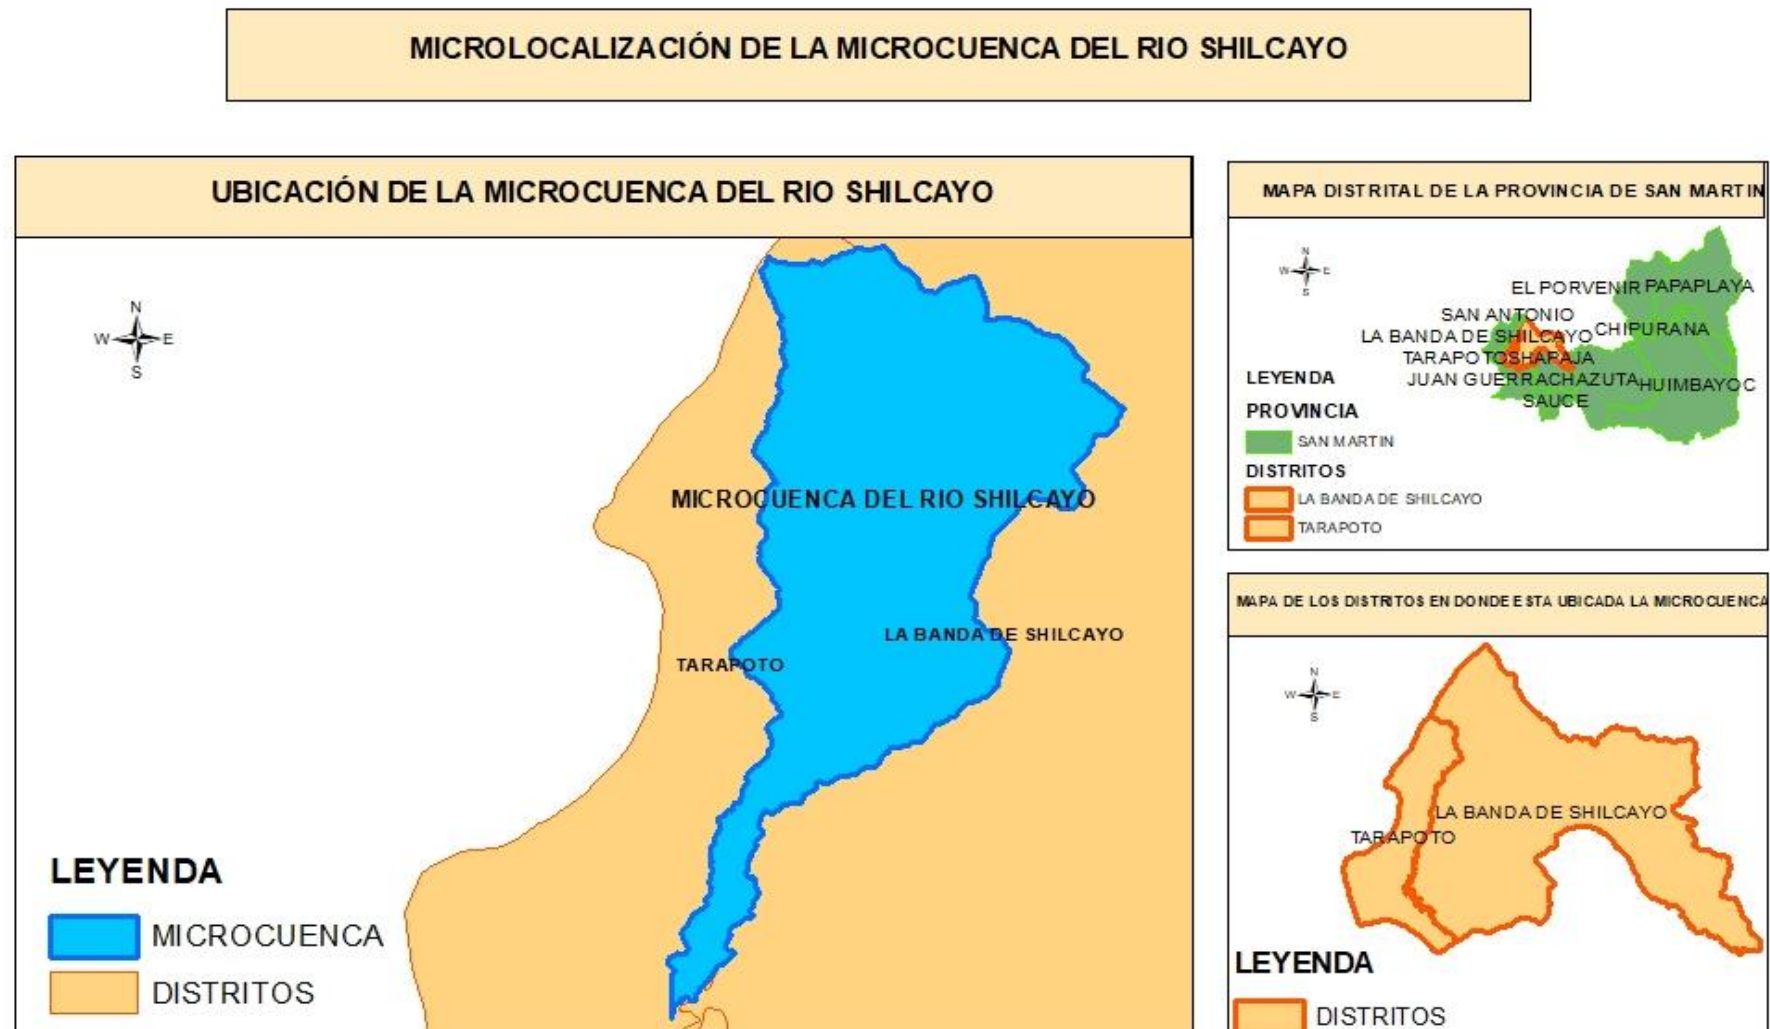 MICROLOCALIZACIÓN DE LA MICROCUENCA DEL RIO SHILCAYO
UBICACIÓN DE LA MICROCUENCA DEL RIO SHILCAYO
N
W E
S
MICROCUENCA DEL RIO SHILCAYO
LA BANDA DE SHILCAYO
TARAPOTO
LEYENDA
MICROCUENCA
DISTRITOS
MAPA DISTRITAL DE LA PROVINCIA DE SAN MARTIN
N
W E
S
EL PORVENIR PAPAPLAYA
SAN ANTONIO
LA BANDA DE SHILCAYO CHIPURANA
TARAPOTO SHAPAJA
JUAN GUERRA CHAZUTA HUIMBAYOC
SAUCE
LEYENDA
PROVINCIA
SAN MARTIN
DISTRITOS
LA BANDA DE SHILCAYO
TARAPOTO
MAPA DE LOS DISTRITOS EN DONDE ESTA UBICADA LA MICROCUENCA
N
W E
S
LA BANDA DE SHILCAYO
TARAPOTO
LEYENDA
DISTRITOS